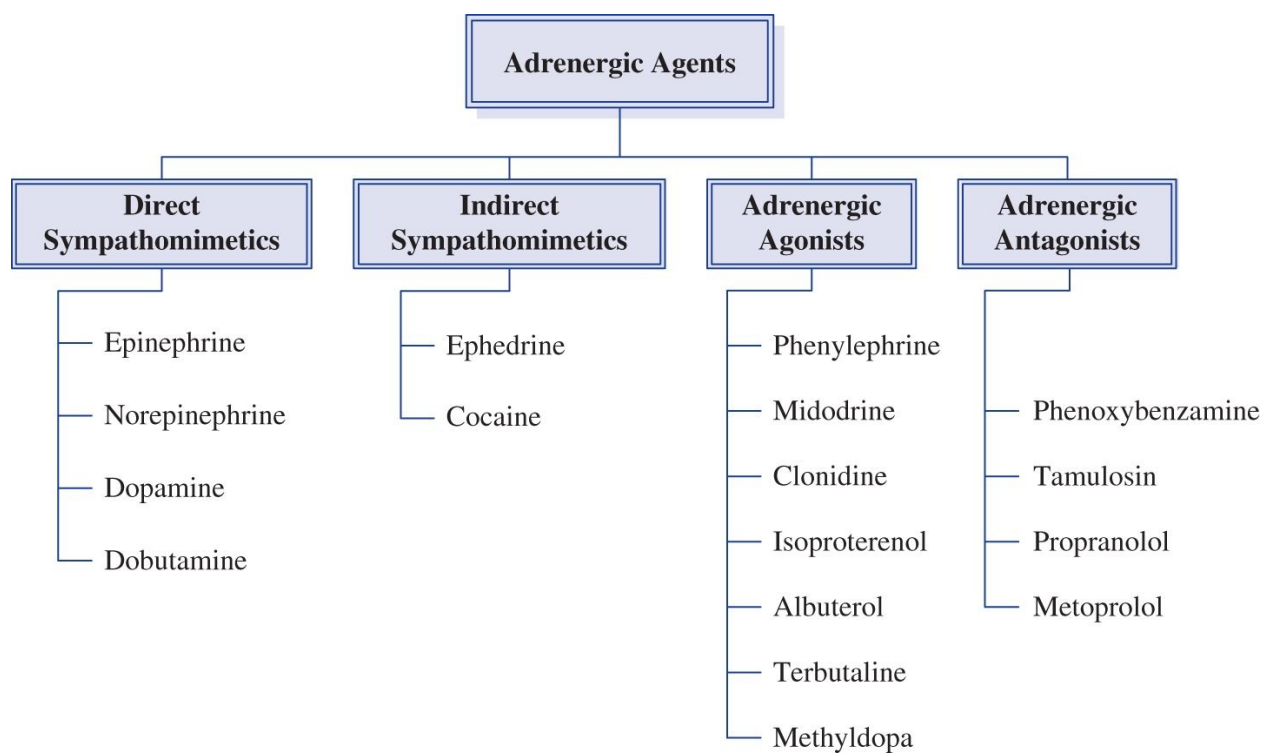 Adrenergic Agents
Direct
Sympathomimetics
Epinephrine
Norepinephrine
Dopamine
Dobutamine
Indirect
Sympathomimetics
Ephedrine
Cocaine
Adrenergic
Agonists
Phenylephrine
Midodrine
Clonidine
Isoproterenol
Albuterol
Terbutaline
Methyldopa
Adrenergic
Antagonists
Phenoxybenzamine
Tamulosin
Propranolol
Metoprolol